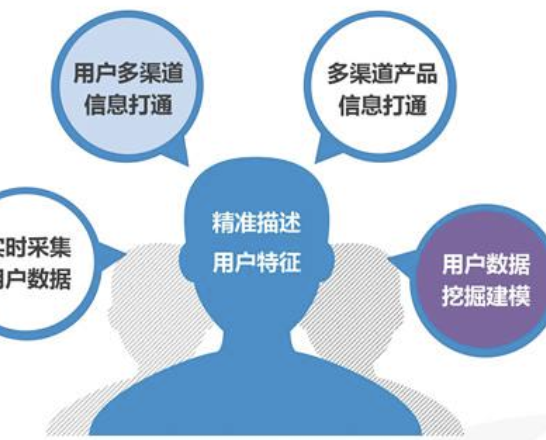 用户多渠道
信息打通
多渠道产品
信息打通
精准描述
用户特征
时采集
户数据
用户数据
挖掘建模